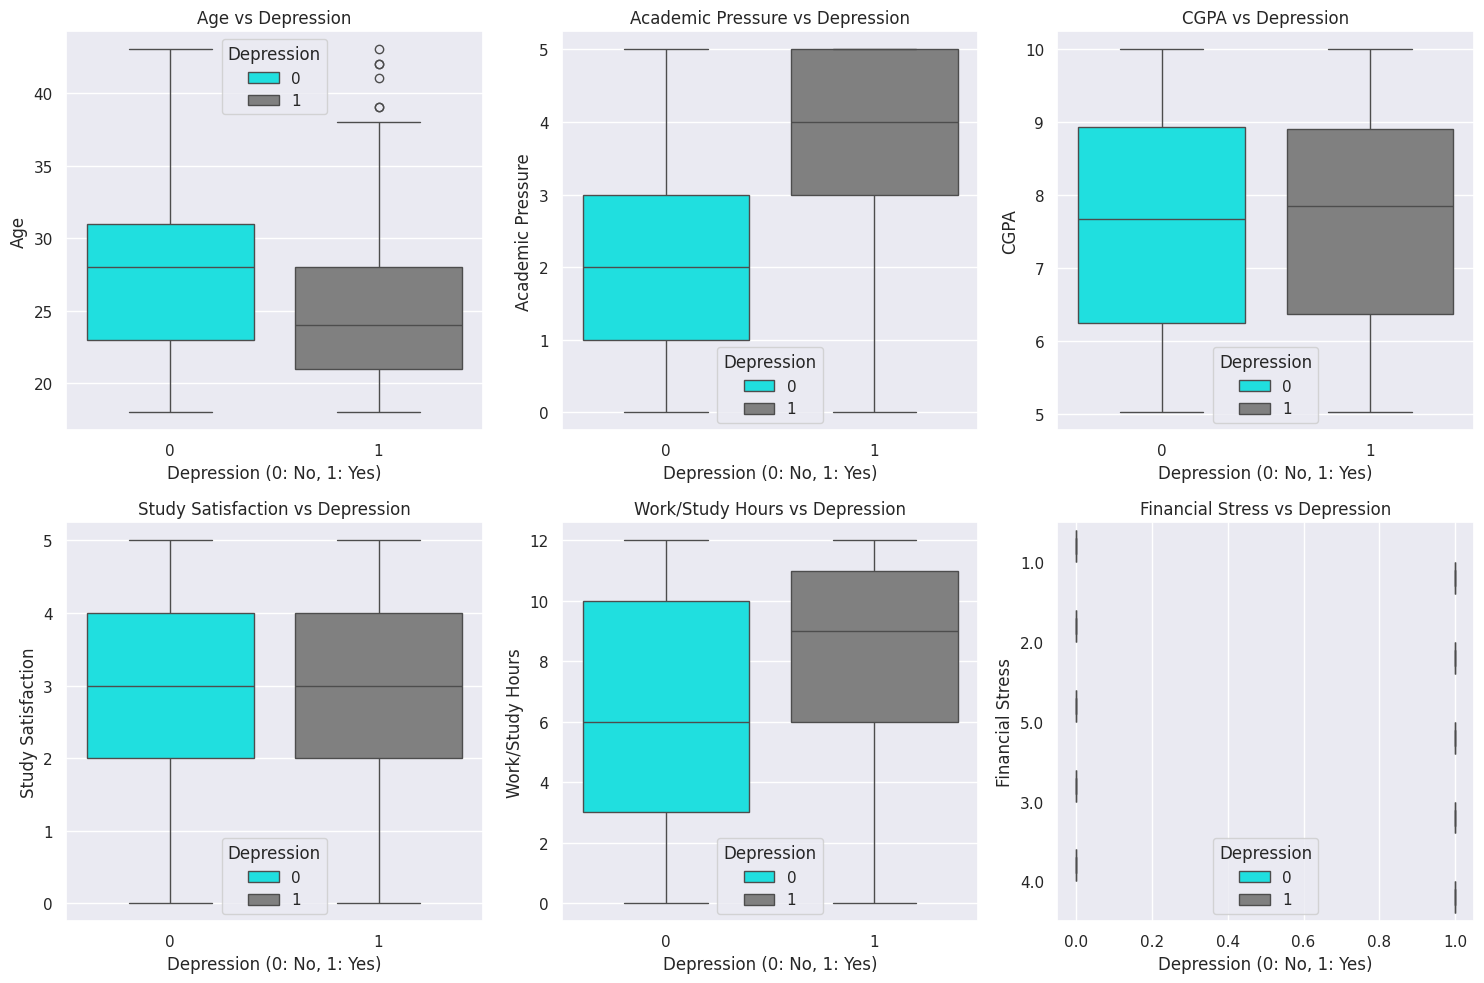 Age vs Depression
Age
40
35
30
25
20
Depression
0
1
0
1
Depression (0: No, 1: Yes)
Academic Pressure vs Depression
Academic Pressure
5
4
3
2
1
0
Depression
0
1
0
1
Depression (0: No, 1: Yes)
CGPA vs Depression
CGPA
10
9
8
7
6
5
Depression
0
1
0
1
Depression (0: No, 1: Yes)
Study Satisfaction vs Depression
Study Satisfaction
5
4
3
2
1
0
Depression
0
1
0
1
Depression (0: No, 1: Yes)
Work/Study Hours vs Depression
Work/Study Hours
12
10
8
6
4
2
0
Depression
0
1
0
1
Depression (0: No, 1: Yes)
Financial Stress vs Depression
Financial Stress
1.0
2.0
5.0
3.0
4.0
Depression
0
1
0.0
0.2
0.4
0.6
0.8
1.0
Depression (0: No, 1: Yes)